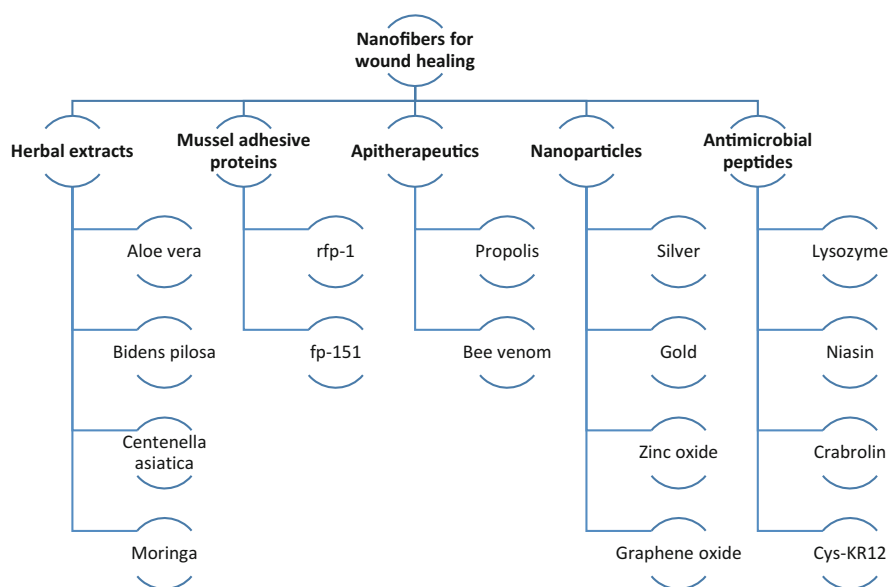 Nanofibers for
wound healing
Herbal extracts
Mussel adhesive
proteins
Apitherapeutics
Nanoparticles
Antimicrobial
peptides
Aloe vera
rfp-1
Propolis
Silver
Lysozyme
Bidens pilosa
fp-151
Bee venom
Gold
Niasin
Centenella
asiatica
Zinc oxide
Crabrolin
Moringa
Graphene oxide
Cys-KR12